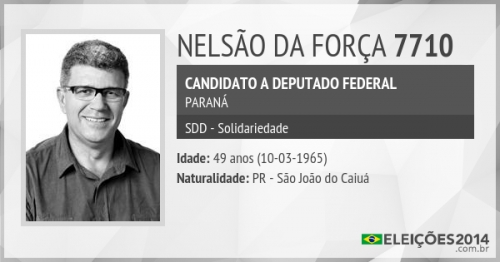 NELSÃO DA FORÇA 7710
CANDIDATO A DEPUTADO FEDERAL
PARANÁ
SDD - Solidariedade
Idade: 49 anos (10-03-1965)
Naturalidade: PR - São João do Caiuá
ELEIÇÕES2014
.com.br